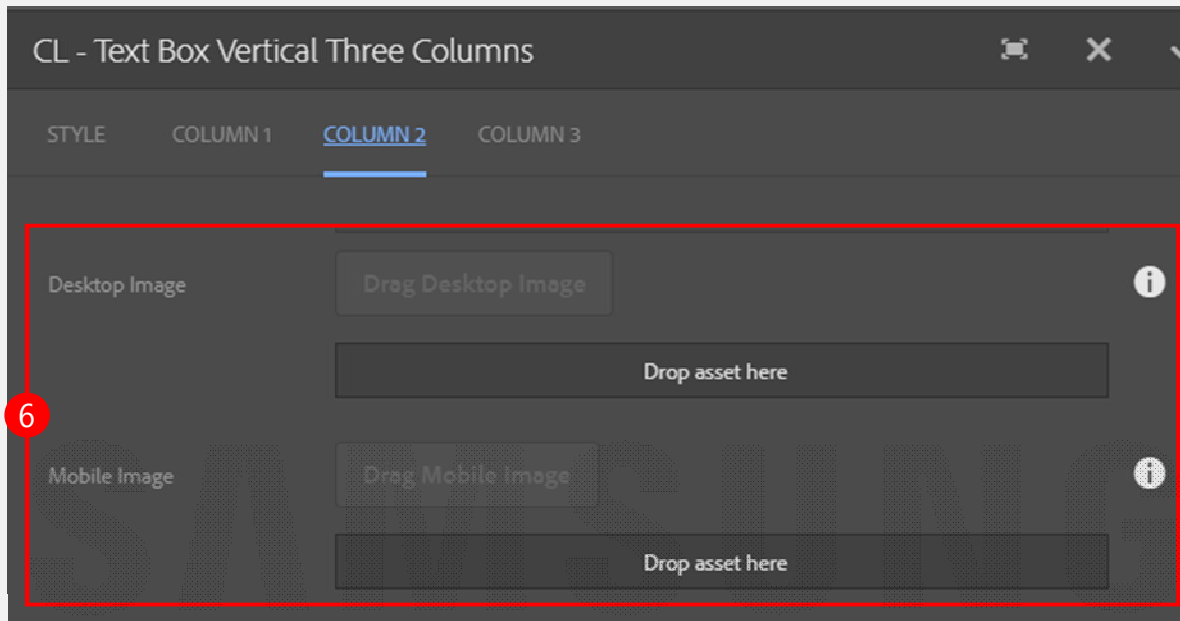 CL - Text Box Vertical Three Columns
STYLE COLUMN 1 COLUMN 2 COLUMN 3
Desktop Image Drag Desktop Image
Drop asset here
6
Mobile Image Drag Mobile Image
Drop asset here
SAMSUNG